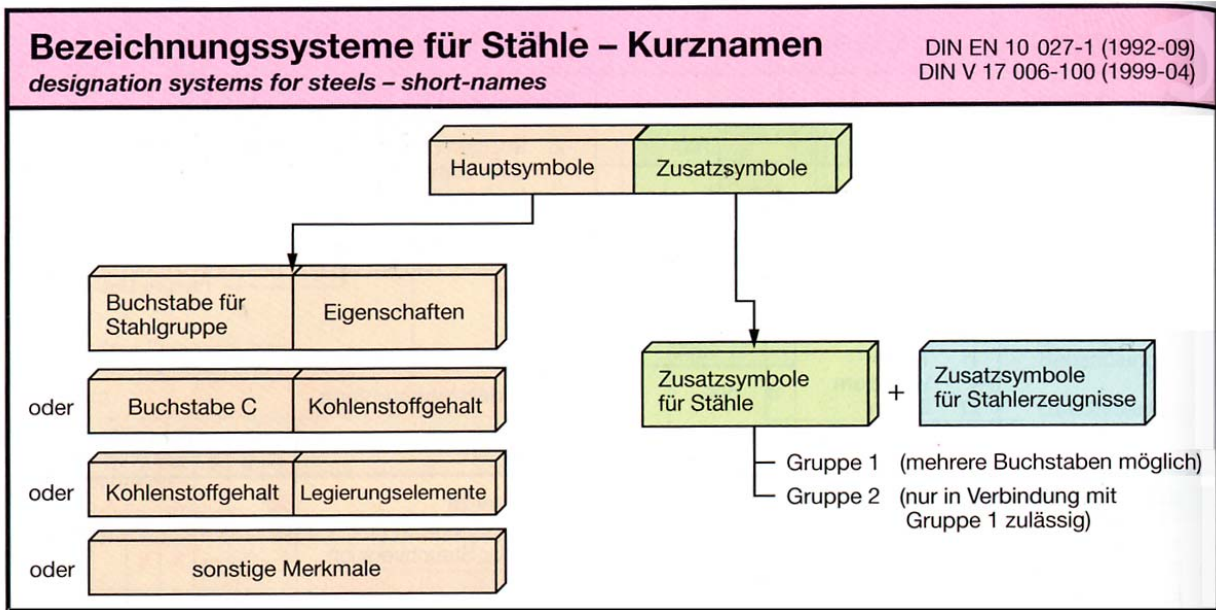 Bezeichnungssysteme für Stähle – Kurznamen
designation systems for steels – short-names
DIN EN 10 027-1 (1992-09)
DIN V 17 006-100 (1999-04)
Hauptsymbole
Zusatzsymbole
Buchstabe für
Stahlgruppe
Eigenschaften
oder
Buchstabe C
Kohlenstoffgehalt
oder
Kohlenstoffgehalt
Legierungselemente
oder
sonstige Merkmale
Zusatzsymbole
für Stähle
+
Zusatzsymbole
für Stahlerzeugnisse
Gruppe 1 (mehrere Buchstaben möglich)
Gruppe 2 (nur in Verbindung mit
Gruppe 1 zulässig)